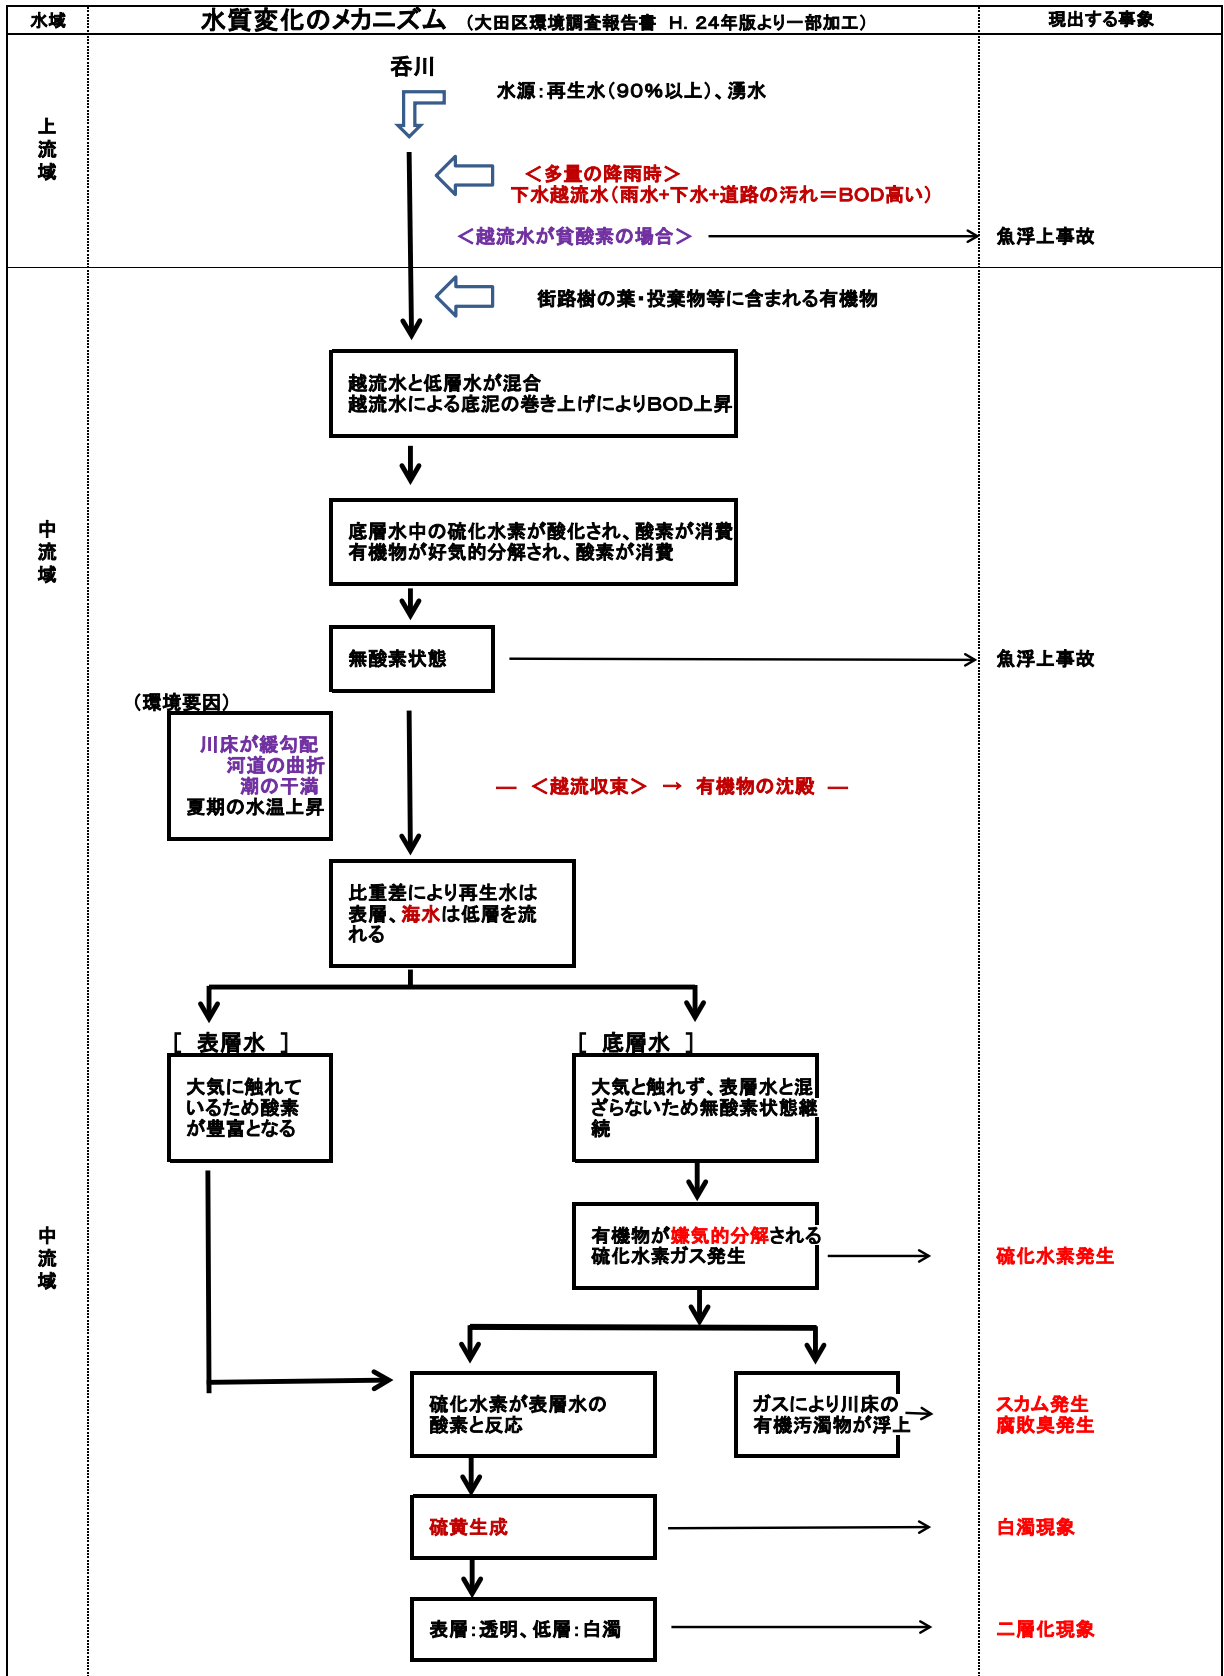 水域
水質変化のメカニズム （大田区環境調査報告書 H. 24年版より一部加工）
現出する事象
呑川
水源：再生水（90%以上）、湧水
上流域
＜多量の降雨時＞
下水越流水（雨水+下水+道路の汚れ＝BOD高い）
＜越流水が貧酸素の場合＞
魚浮上事故
街路樹の葉・投棄物等に含まれる有機物
越流水と低層水が混合
越流水による底泥の巻き上げによりBOD上昇
中流域
底層水中の硫化水素が酸化され、酸素が消費
有機物が好気的分解され、酸素が消費
無酸素状態
魚浮上事故
（環境要因）
川床が緩勾配
河道の曲折
潮の干満
夏期の水温上昇
― ＜越流収束＞ → 有機物の沈殿 ―
比重差により再生水は
表層、海水は低層を流
れる
［ 表層水 ］
［ 底層水 ］
大気に触れて
いるため酸素
が豊富となる
大気と触れず、表層水と混
ざらないため無酸素状態継
続
中流域
有機物が嫌気的分解される
硫化水素ガス発生
硫化水素発生
硫化水素が表層水の
酸素と反応
ガスにより川床の
有機汚濁物が浮上
スカム発生
腐敗臭発生
硫黄生成
白濁現象
表層：透明、低層：白濁
二層化現象